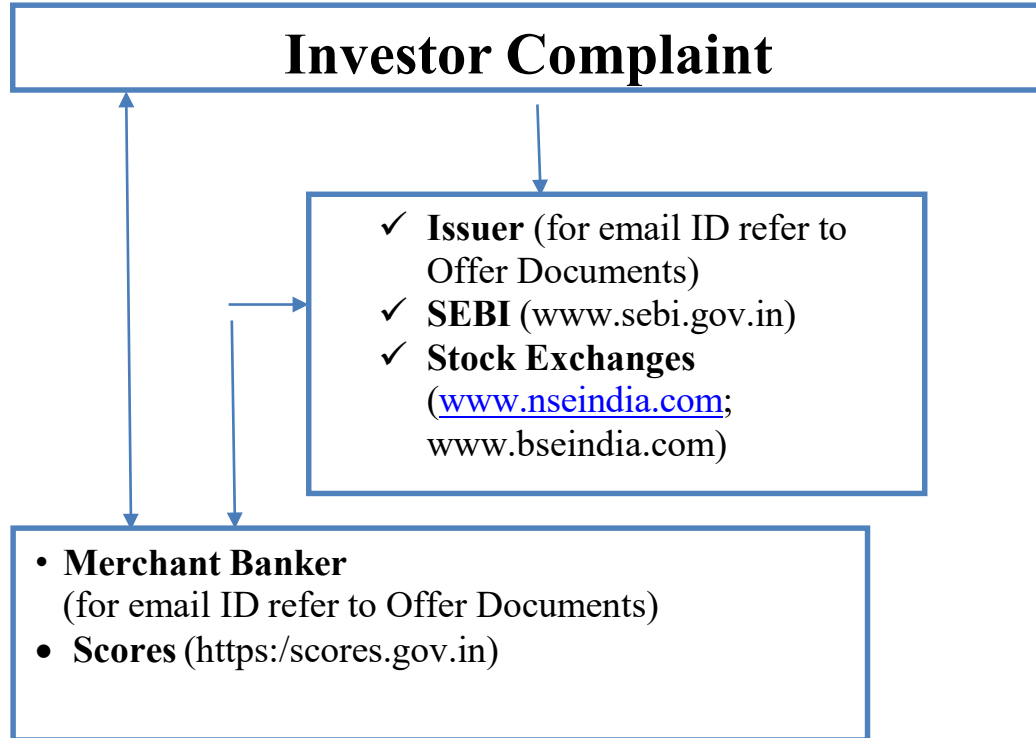 Investor Complaint
✓ Issuer (for email ID refer to
Offer Documents)
✓ SEBI (www.sebi.gov.in)
✓ Stock Exchanges
(www.nseindia.com;
www.bseindia.com)
• Merchant Banker
(for email ID refer to Offer Documents)
• Scores (https:/scores.gov.in)